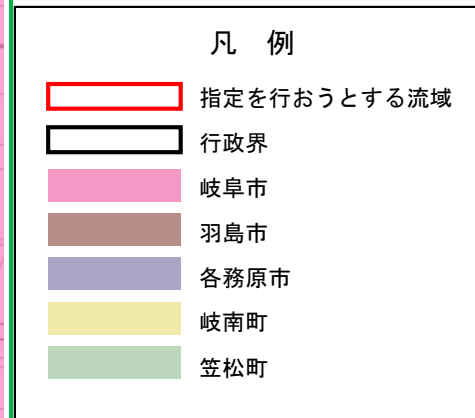 凡　例
指定を行おうとする流域
行政界
岐阜市
羽島市
各務原市
岐南町
笠松町